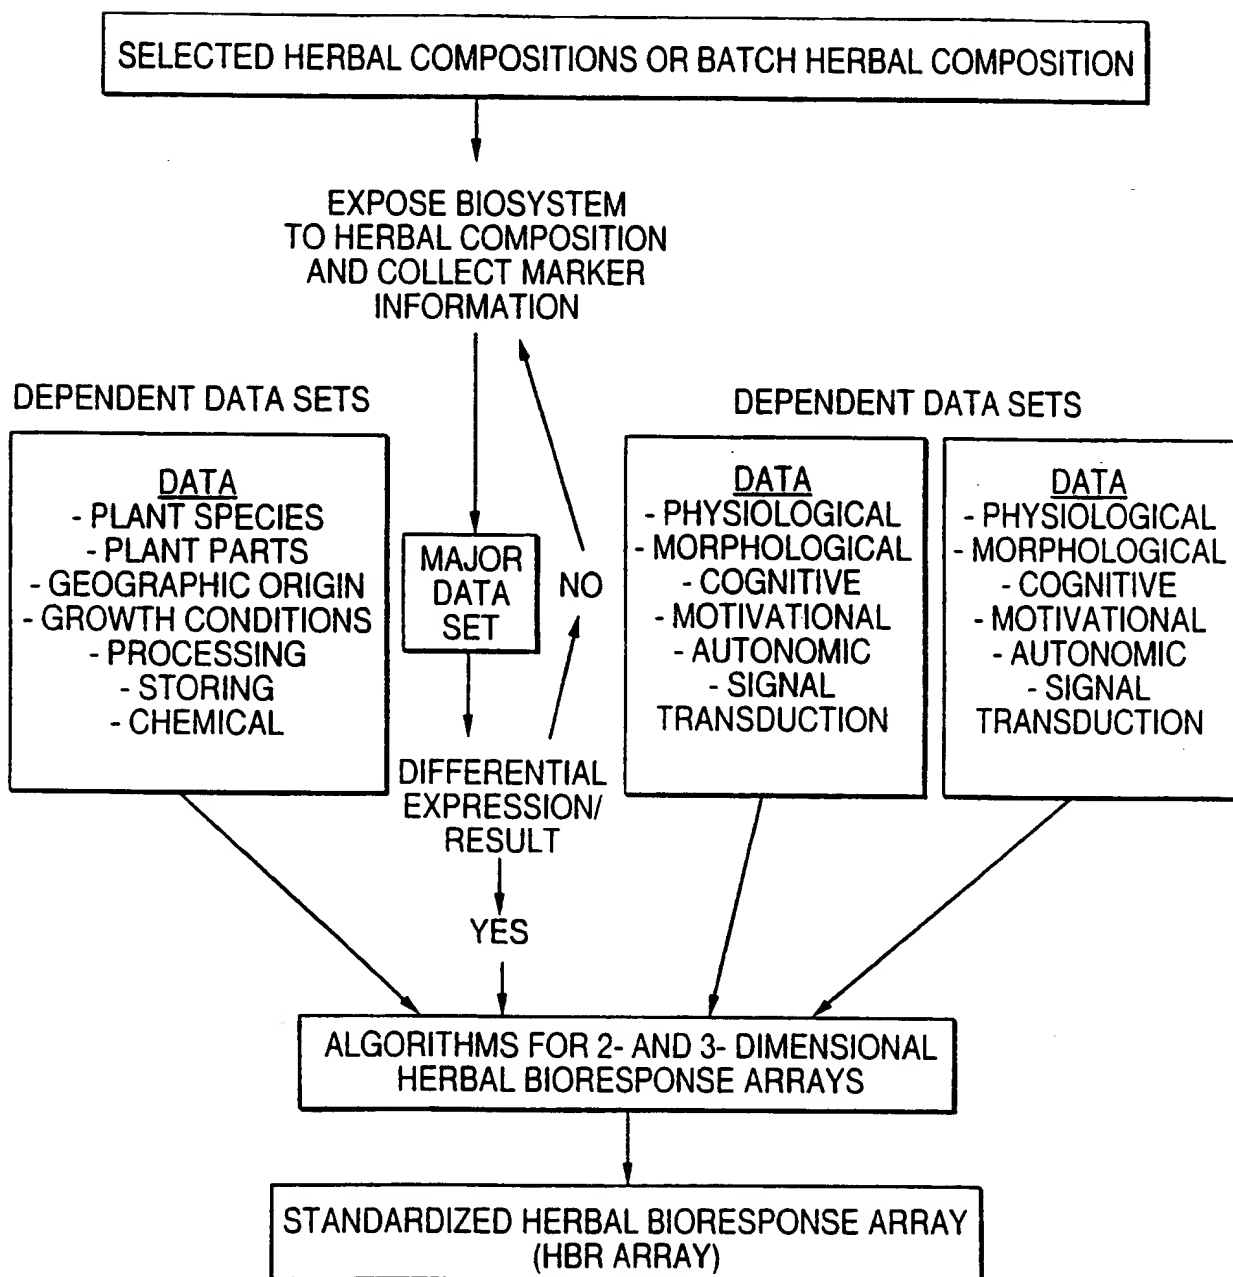 SELECTED HERBAL COMPOSITIONS OR BATCH HERBAL COMPOSITION
EXPOSE BIOSYSTEM
TO HERBAL COMPOSITION
AND COLLECT MARKER
INFORMATION
DEPENDENT DATA SETS
DATA
- PLANT SPECIES
- PLANT PARTS
- GEOGRAPHIC ORIGIN
- GROWTH CONDITIONS
- PROCESSING
- STORING
- CHEMICAL
MAJOR
DATA
SET
NO
DIFFERENTIAL
EXPRESSION/
RESULT
YES
DEPENDENT DATA SETS
DATA
- PHYSIOLOGICAL
- MORPHOLOGICAL
- COGNITIVE
- MOTIVATIONAL
- AUTONOMIC
- SIGNAL
TRANSDUCTION
DATA
- PHYSIOLOGICAL
- MORPHOLOGICAL
- COGNITIVE
- MOTIVATIONAL
- AUTONOMIC
- SIGNAL
TRANSDUCTION
ALGORITHMS FOR 2- AND 3- DIMENSIONAL
HERBAL BIORESPONSE ARRAYS
STANDARDIZED HERBAL BIORESPONSE ARRAY
(HBR ARRAY)